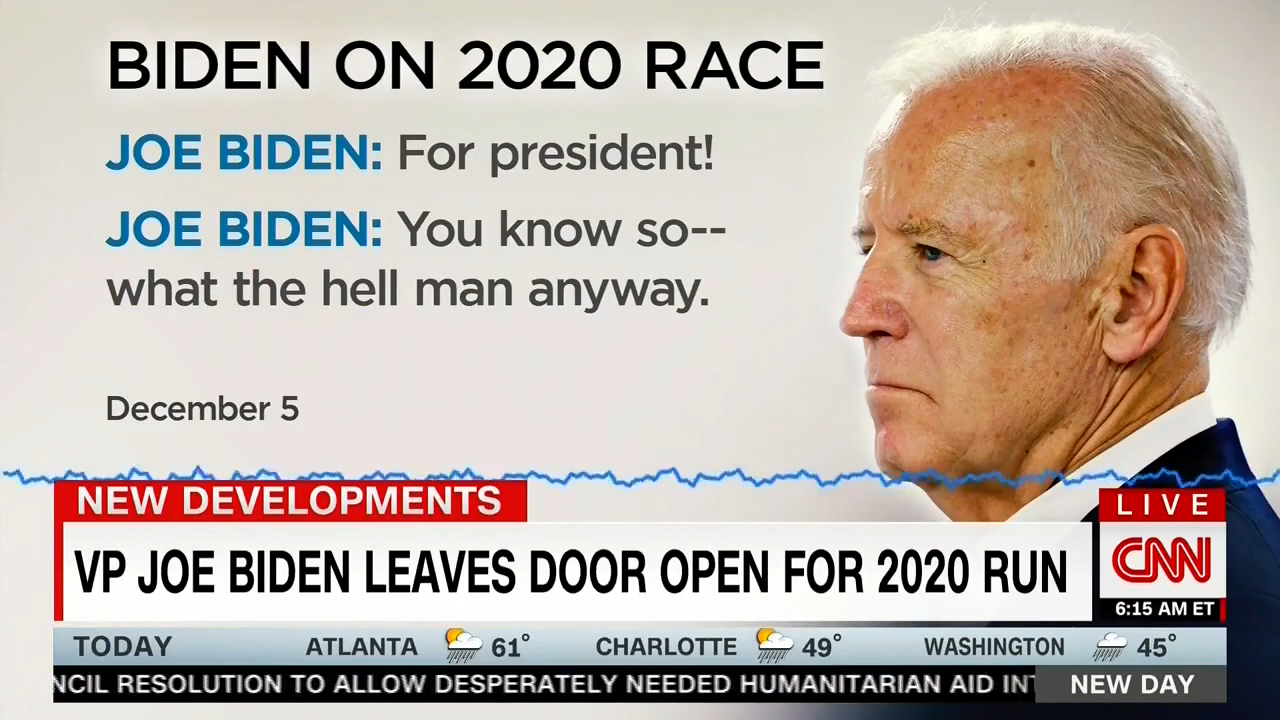 BIDEN ON 2020 RACE
JOE BIDEN: For president!
JOE BIDEN: You know so--
what the hell man anyway.
December 5
NEW DEVELOPMENTS
VP JOE BIDEN LEAVES DOOR OPEN FOR 2020 RUN
LIVE
CNN
6:15 AM ET
TODAY ATLANTA 61° CHARLOTTE 49° WASHINGTON 45°
RESOLUTION TO ALLOW DESPERATELY NEEDED HUMANITARIAN AID
NEW DAY